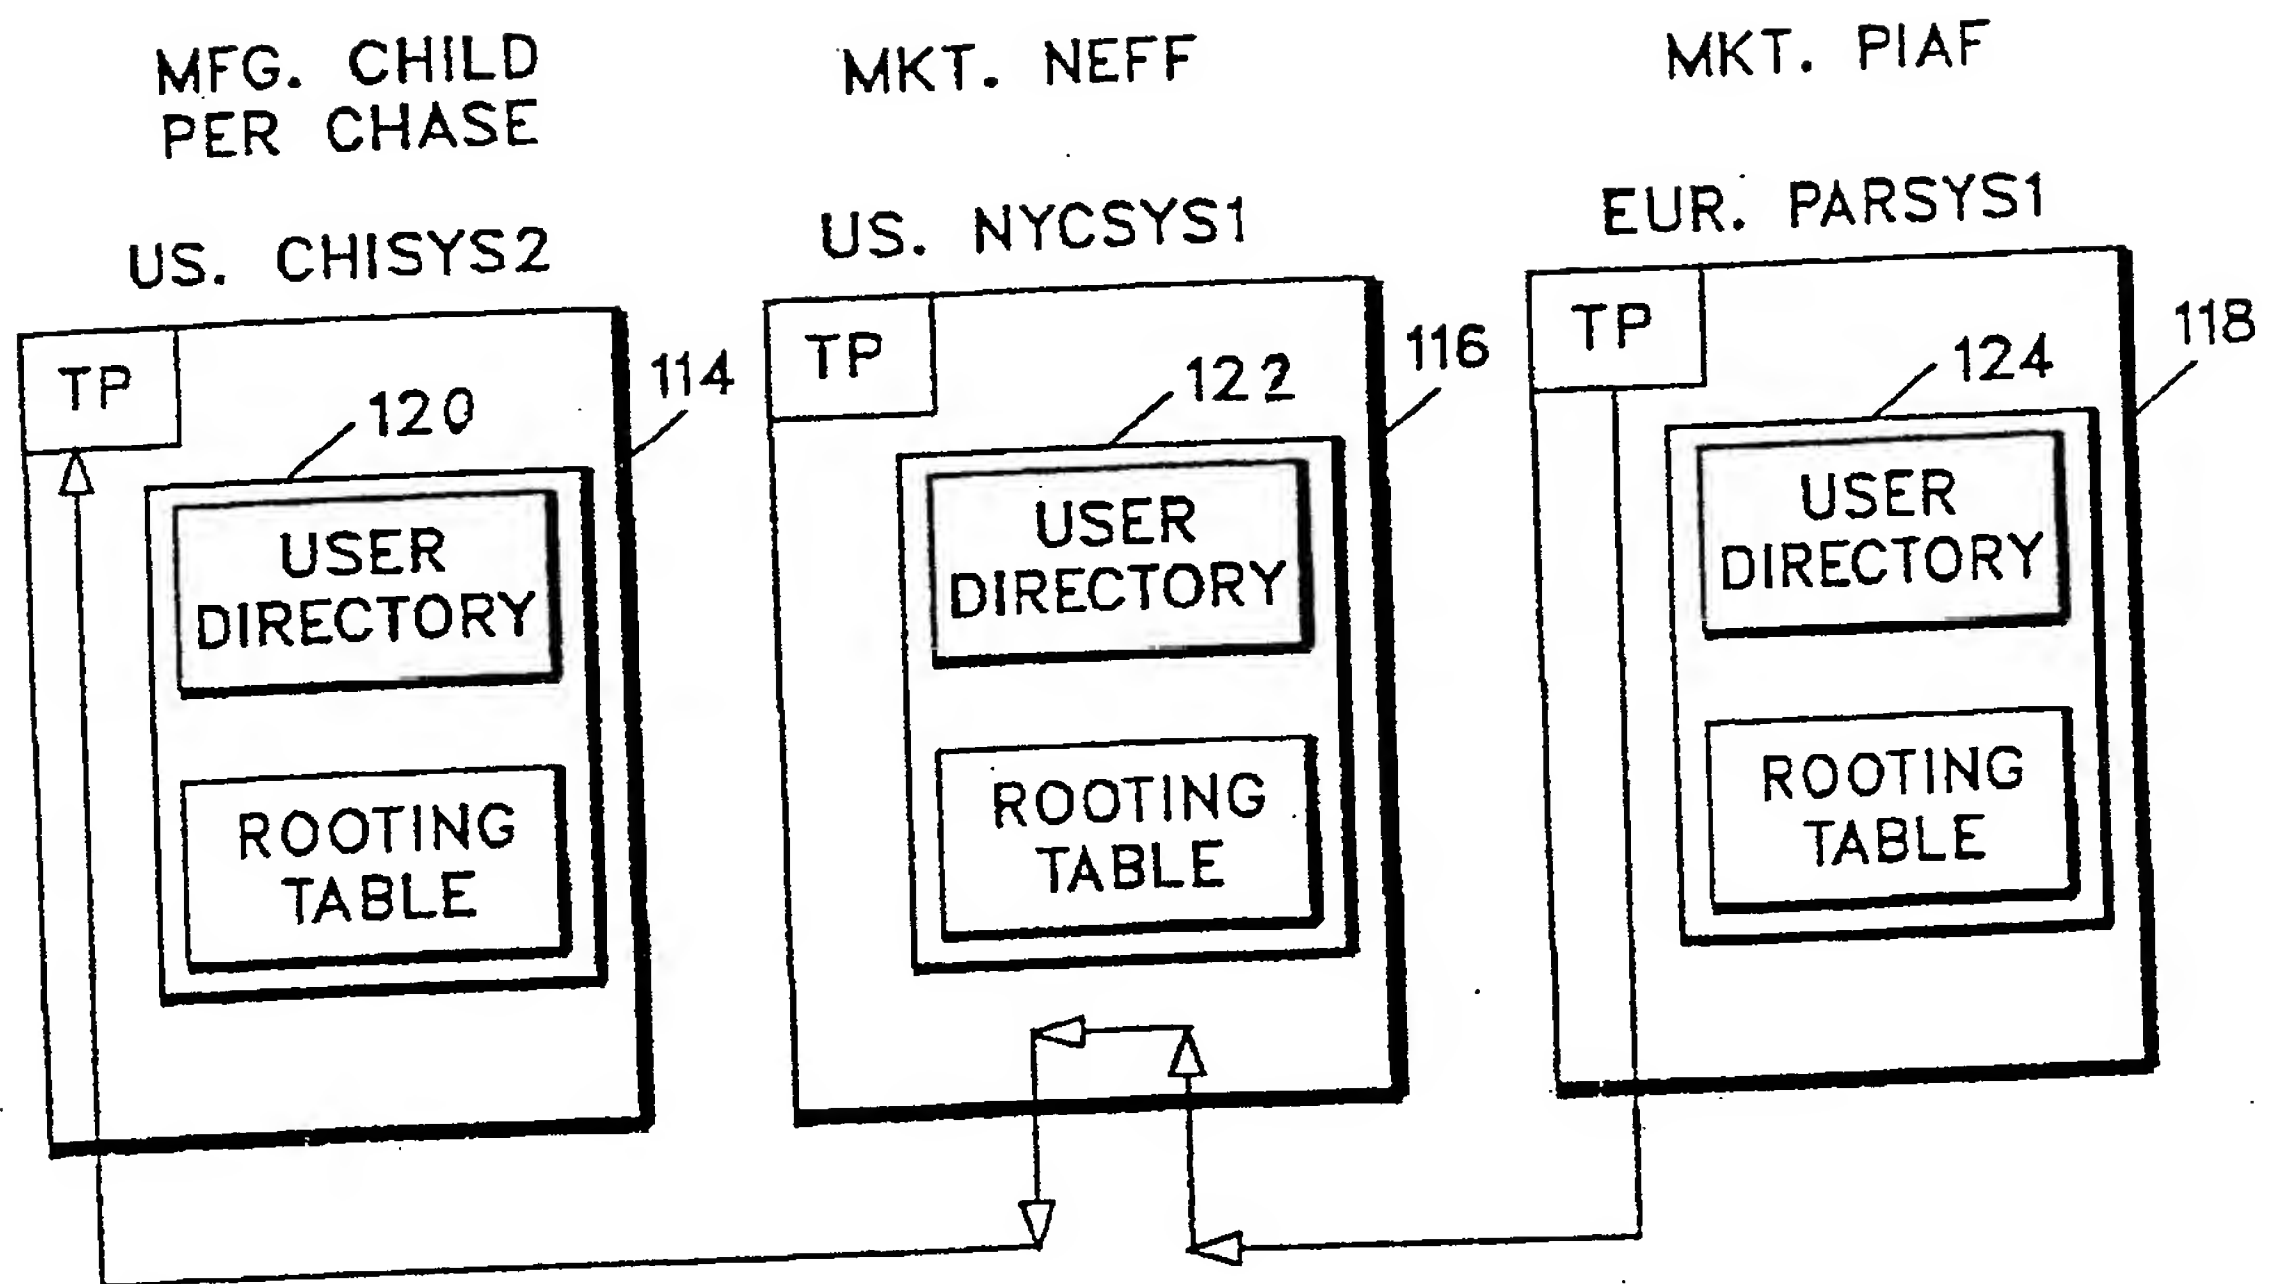 MFG. CHILD
PER CHASE
US. CHISYS2
TP
120
114
USER
DIRECTORY
ROOTING
TABLE
MKT. NEFF
US. NYCSYS1
TP
122
116
USER
DIRECTORY
ROOTING
TABLE
MKT. PIAF
EUR. PARSYS1
TP
124
118
USER
DIRECTORY
ROOTING
TABLE